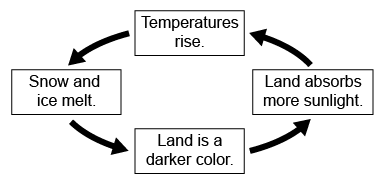 Temperatures
rise.
Snow and
ice melt.
Land absorbs
more sunlight.
Land is a
darker color.